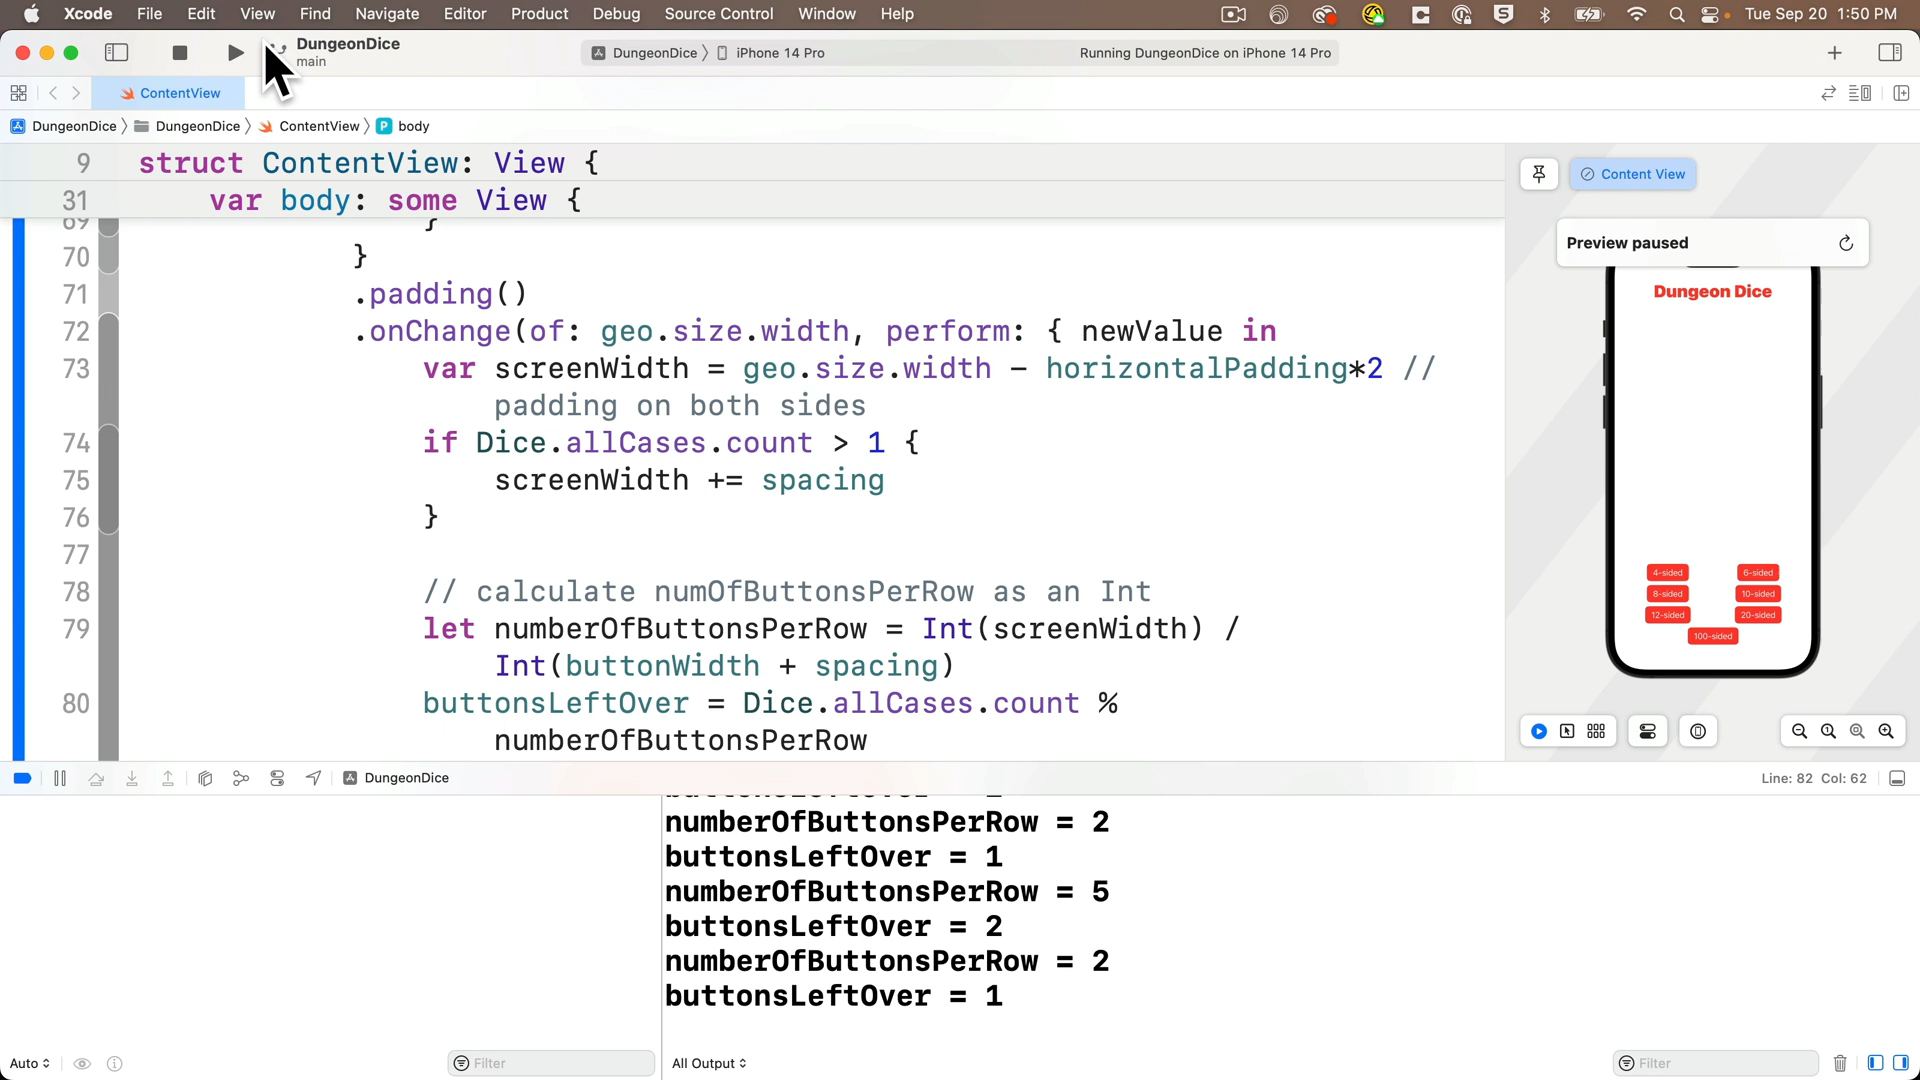 Xcode File Edit View Find Navigate Editor Product Debug Source Control Window Help Tue Sep 20 1:50 PM
DungeonDice
main
DungeonDice iPhone 14 Pro Running DungeonDice on iPhone 14 Pro
ContentView
DungeonDice DungeonDice ContentView P body
9 struct ContentView: View {
31 var body: some View {
69 }
70 }
71 .padding()
72 .onChange(of: geo.size.width, perform: { newValue in
73 var screenWidth = geo.size.width - horizontalPadding*2 //
padding on both sides
74 if Dice.allCases.count > 1 {
75 screenWidth += spacing
76 }
77
78 // calculate numOfButtonsPerRow as an Int
79 let numberOfButtonsPerRow = Int(screenWidth) /
Int(buttonWidth + spacing)
80 buttonsLeftOver = Dice.allCases.count %
numberOfButtonsPerRow
Content View
Preview paused
Dungeon Dice
4-sided 6-sided
8-sided 10-sided
12-sided 20-sided
100-sided
DungeonDice Line: 82 Col: 62
numberOfButtonsPerRow = 2
buttonsLeftOver = 1
numberOfButtonsPerRow = 5
buttonsLeftOver = 2
numberOfButtonsPerRow = 2
buttonsLeftOver = 1
Auto Filter All Output Filter